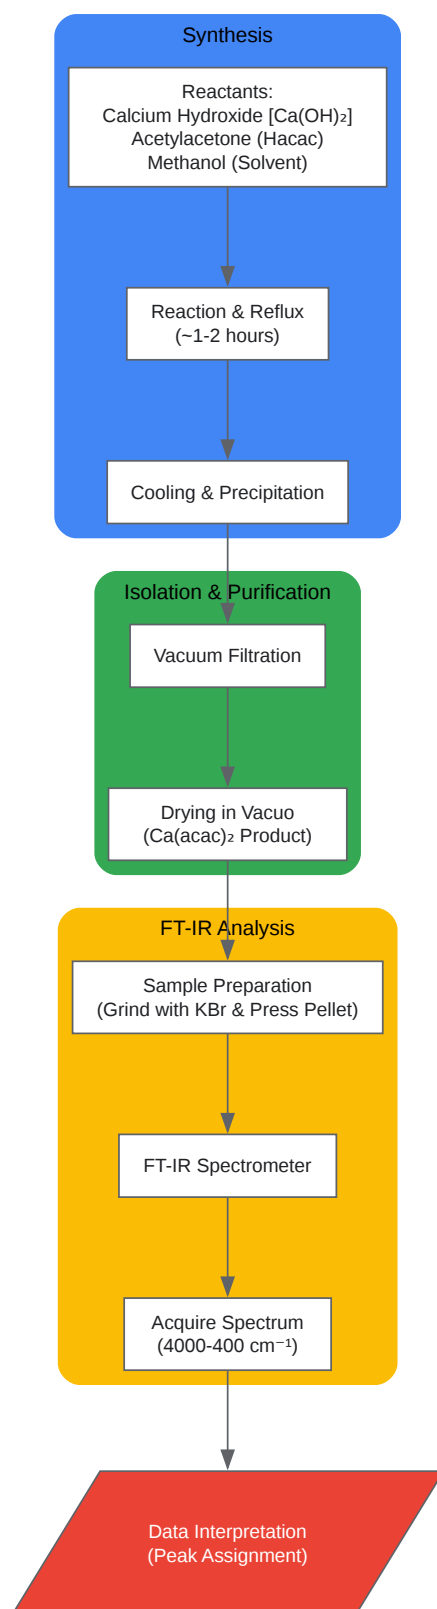 Synthesis
Reactants:
Calcium Hydroxide [Ca(OH)₂]
Acetylacetone (Hacac)
Methanol (Solvent)
Reaction & Reflux
(~1-2 hours)
Cooling & Precipitation
Isolation & Purification
Vacuum Filtration
Drying in Vacuo
(Ca(acac)₂ Product)
FT-IR Analysis
Sample Preparation
(Grind with KBr & Press Pellet)
FT-IR Spectrometer
Acquire Spectrum
(4000-400 cm⁻¹)
Data Interpretation
(Peak Assignment)